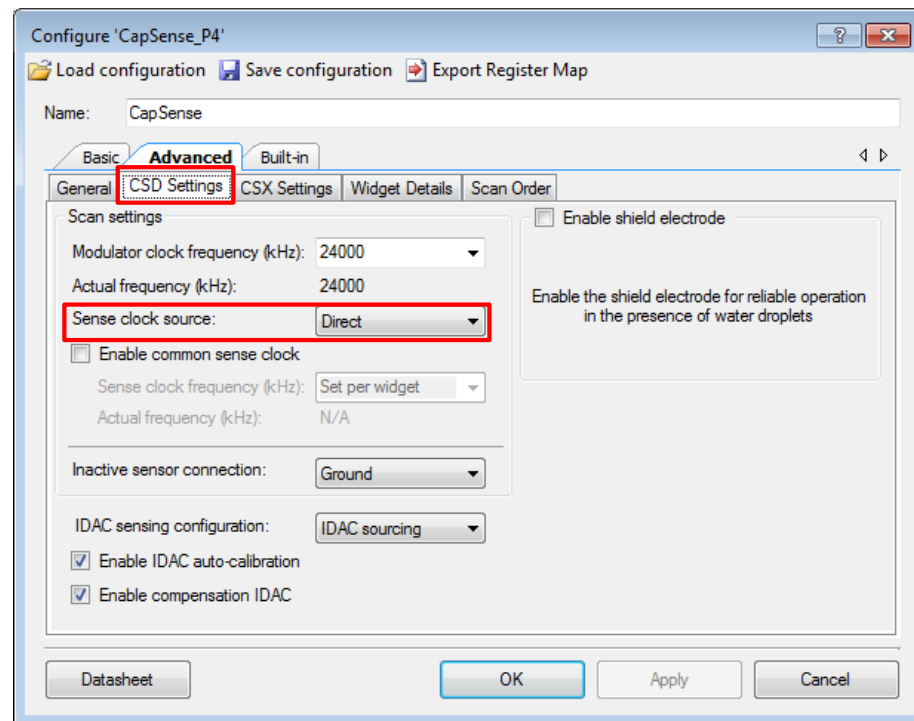 Configure 'CapSense_P4'
Load configuration Save configuration Export Register Map
Name: CapSense
Basic Advanced Built-in
General CSD Settings CSX Settings Widget Details Scan Order
Scan settings
Modulator clock frequency (kHz): 24000
Actual frequency (kHz): 24000
Sense clock source: Direct
Enable common sense clock
Sense clock frequency (kHz): Set per widget
Actual frequency (kHz): N/A
Inactive sensor connection: Ground
IDAC sensing configuration: IDAC sourcing
Enable IDAC auto-calibration
Enable compensation IDAC
Enable shield electrode
Enable the shield electrode for reliable operation
in the presence of water droplets
Datasheet OK Apply Cancel